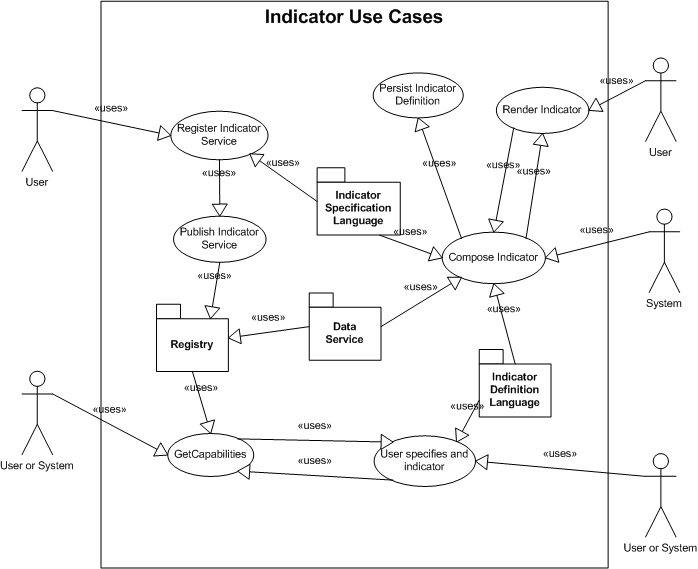 Indicator Use Cases
«uses»
«uses»
User
Register Indicator
Service
Persist Indicator
Definition
Render Indicator
User
«uses»
«uses»
«uses»
«uses»
«uses»
Indicator
Specification
Language
Publish Indicator
Service
«uses»
«uses»
Compose Indicator
System
«uses»
«uses»
«uses»
«uses»
Registry
Data
Service
Indicator
Definition
Language
«uses»
«uses»
«uses»
«uses»
User or System
GetCapabilities
User specifies and
indicator
«uses»
«uses»
User or System